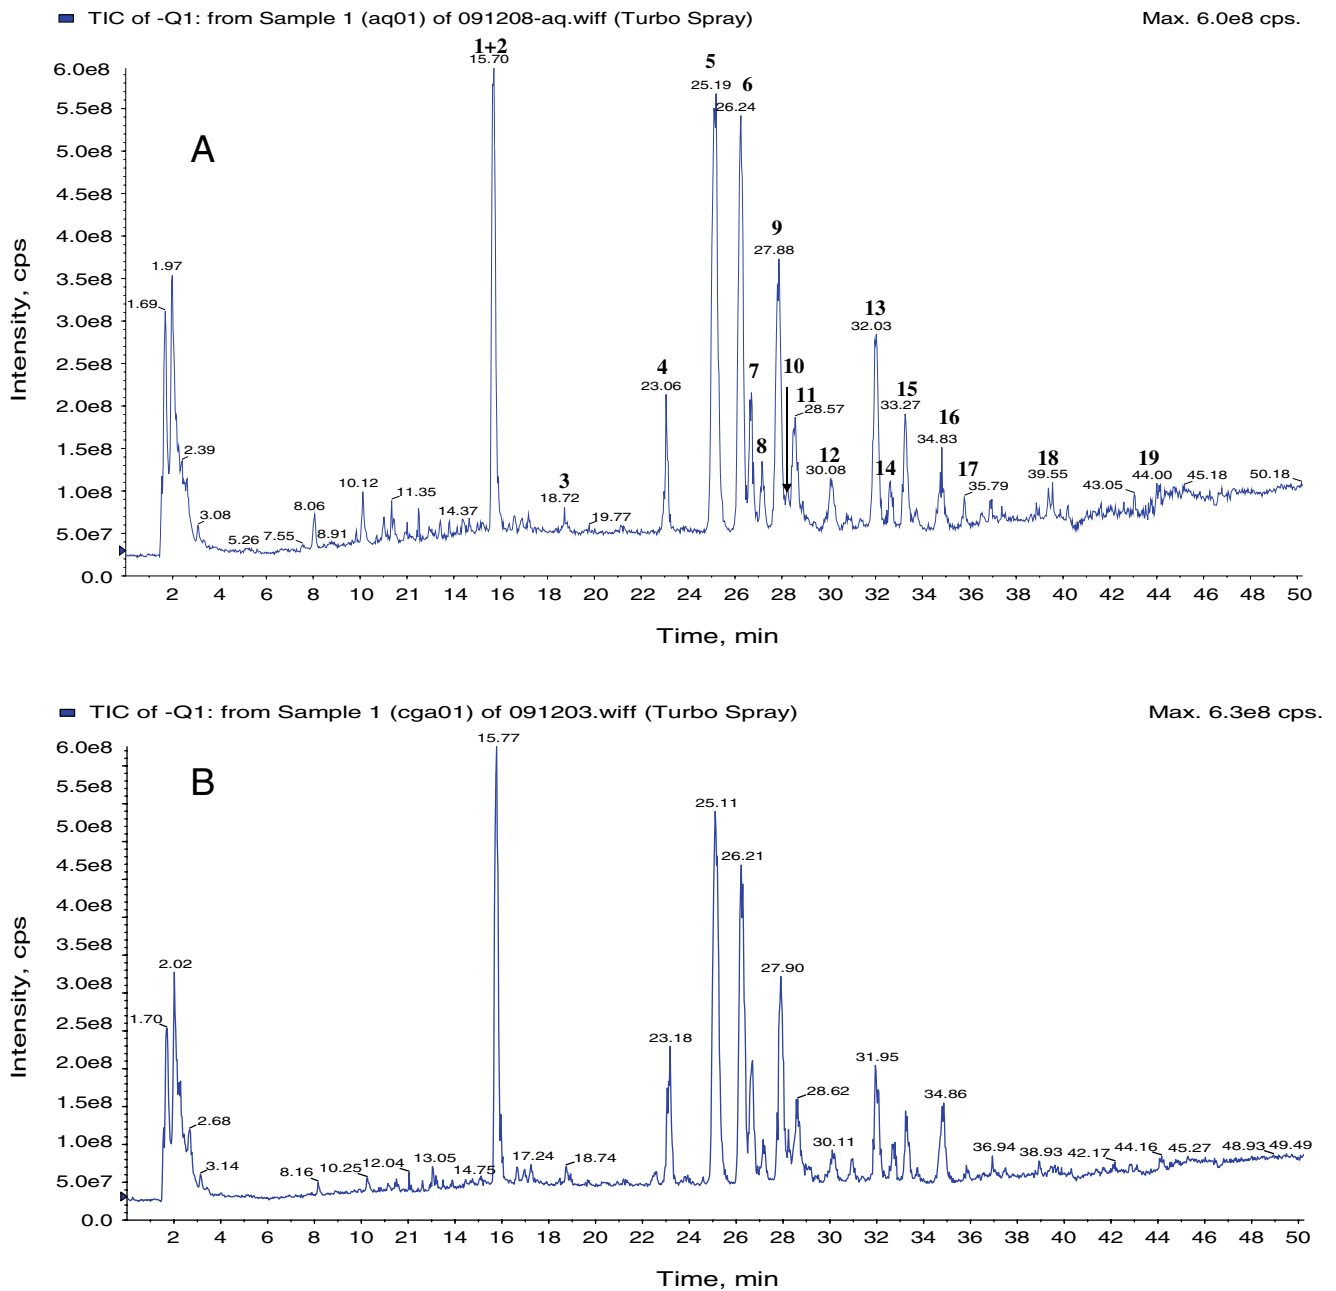 TIC of -Q1: from Sample 1 (aq01) of 091208-aq.wiff (Turbo Spray) Max. 6.0e8 cps.
A
Intensity, cps
6.0e8
5.5e8
5.0e8
4.5e8
4.0e8
3.5e8
3.0e8
2.5e8
2.0e8
1.5e8
1.0e8
5.0e7
0.0
1.69
1.97
2.39
3.08
5.26
7.55
8.06
8.91
10.12
11.35
14.37
1+2
15.70
3
18.72
19.77
4
23.06
5
25.19
6
26.24
7
8
9
27.88
10
11
28.57
12
30.08
13
32.03
14
15
33.27
16
34.83
17
35.79
18
39.55
43.05
19
44.00
45.18
50.18
2 4 6 8 10 21 14 16 18 20 22 24 26 28 30 32 34 36 38 40 42 44 46 48 50
Time, min
TIC of -Q1: from Sample 1 (cga01) of 091203.wiff (Turbo Spray) Max. 6.3e8 cps.
B
Intensity, cps
6.0e8
5.5e8
5.0e8
4.5e8
4.0e8
3.5e8
3.0e8
2.5e8
2.0e8
1.5e8
1.0e8
5.0e7
0.0
1.70
2.02
2.68
3.14
8.16
10.25
12.04
13.05
14.75
15.77
17.24
18.74
23.18
25.11
26.21
27.90
28.62
30.11
31.95
34.86
36.94
38.93
42.17
44.16
45.27
48.93
49.49
2 4 6 8 10 21 14 16 18 20 22 24 26 28 30 32 34 36 38 40 42 44 46 48 50
Time, min